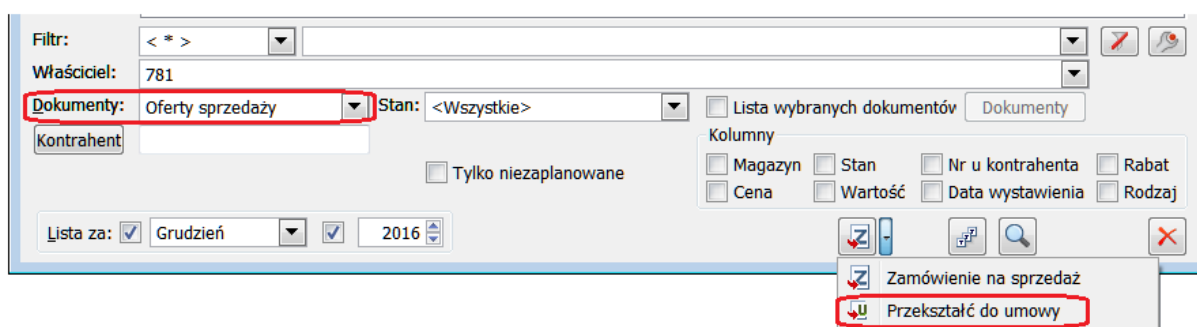 Filtr: < * >
Właściciel: 781
Dokumenty: Oferty sprzedaży Stan: <Wszystkie> Lista wybranych dokumentów Dokumenty
Kontrahent Kolumny
Tylko niezaplanowane Magazyn Stan Nr u kontrahenta Rabat
Cena Wartość Data wystawienia Rodzaj
Lista za: Grudzień 2016
Zamówienie na sprzedaż
Przekształć do umowy